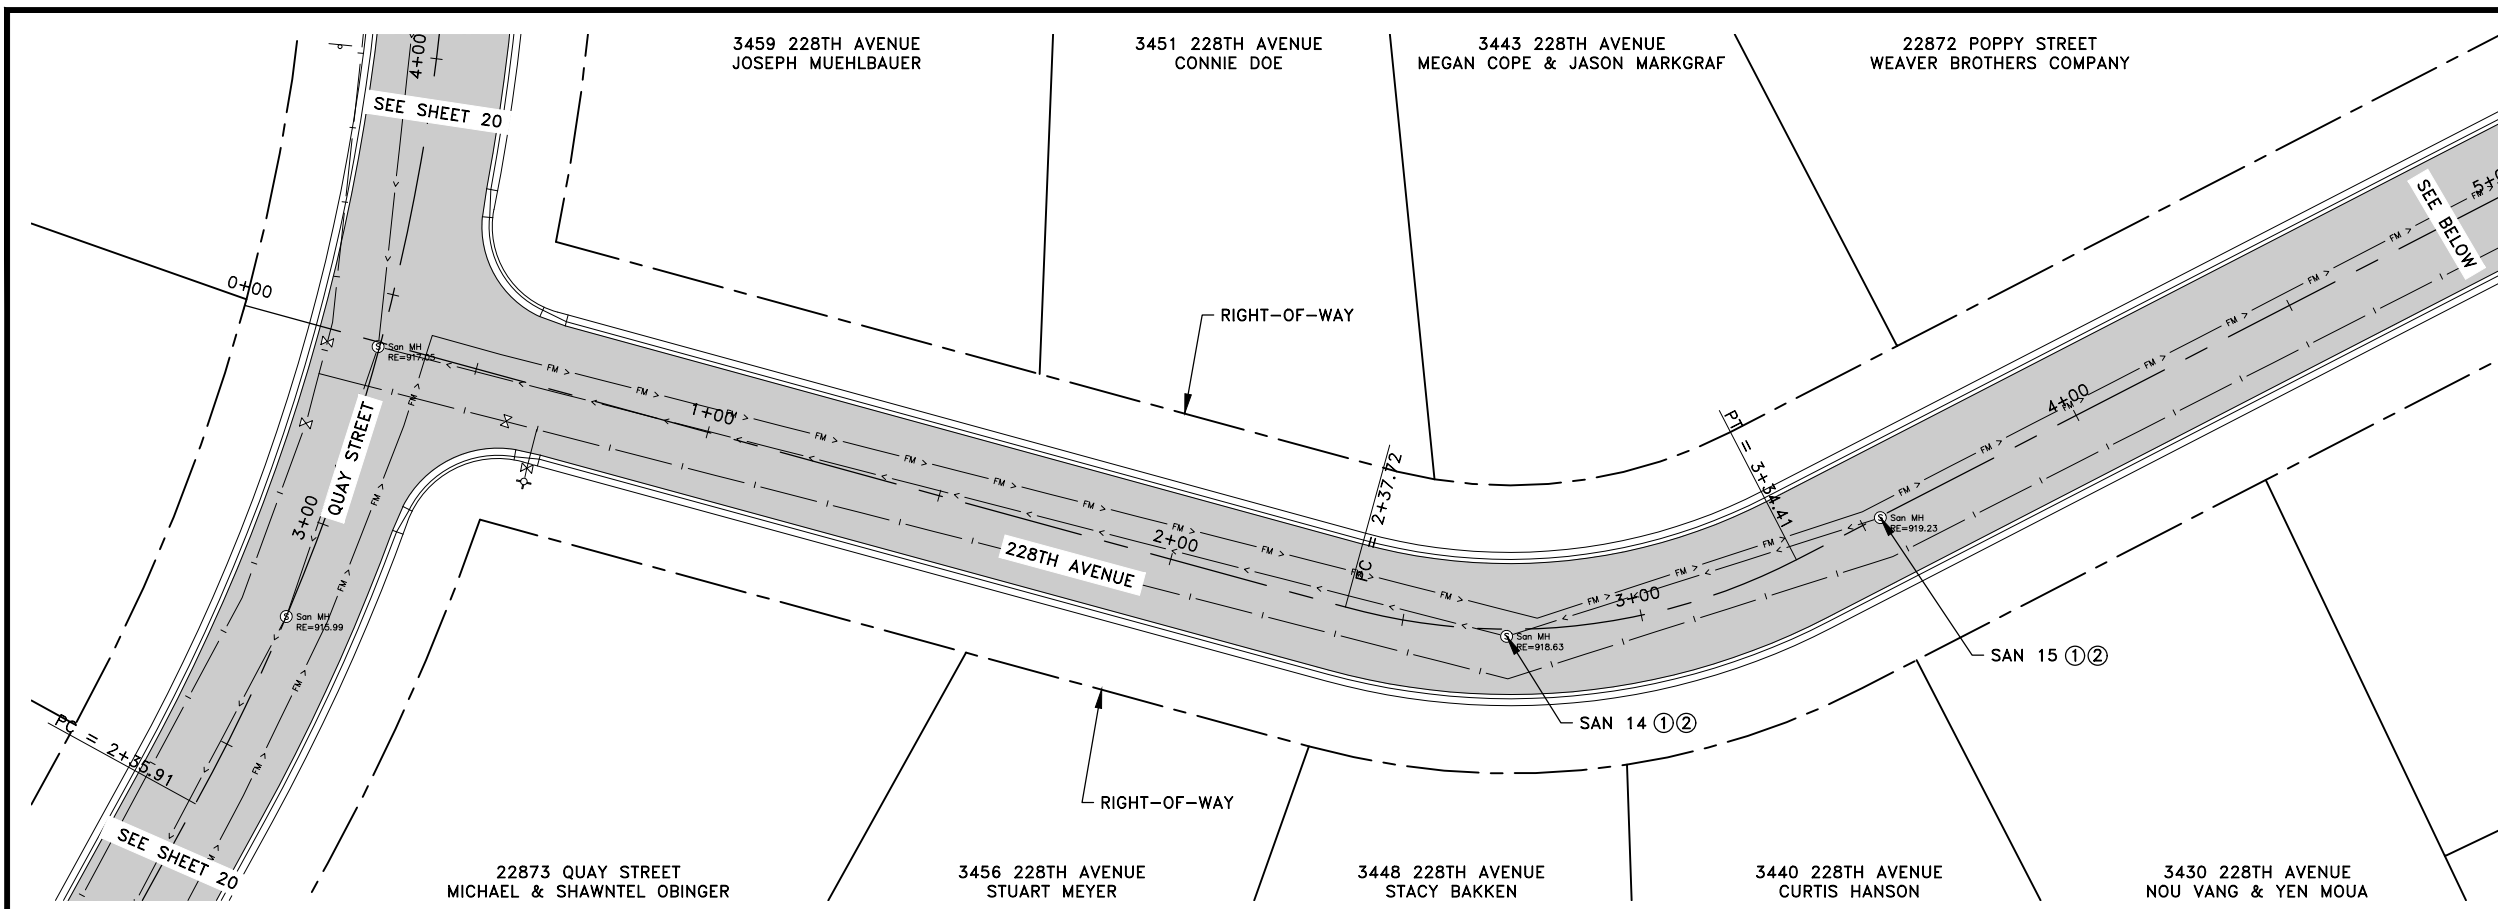 3459 228TH AVENUE
JOSEPH MUEHLBAUER
3451 228TH AVENUE
CONNIE DOE
3443 228TH AVENUE
MEGAN COPE & JASON MARKGRAF
22872 POPPY STREET
WEAVER BROTHERS COMPANY
4+00
SEE SHEET 20
SEE BELOW
0+00
RIGHT-OF-WAY
San MH
RE=917.05
QUAY STREET
1+00
3+00
PC = 2+37.72
PT = 3+34.41
4+00
228TH AVENUE
2+00
3+00
San MH
RE=919.23
San MH
RE=915.99
San MH
RE=918.63
SAN 15 ①②
SAN 14 ①②
PC = 2+35.91
RIGHT-OF-WAY
SEE SHEET 20
22873 QUAY STREET
MICHAEL & SHAWNTEL OBINGER
3456 228TH AVENUE
STUART MEYER
3448 228TH AVENUE
STACY BAKKEN
3440 228TH AVENUE
CURTIS HANSON
3430 228TH AVENUE
NOU VANG & YEN MOUA